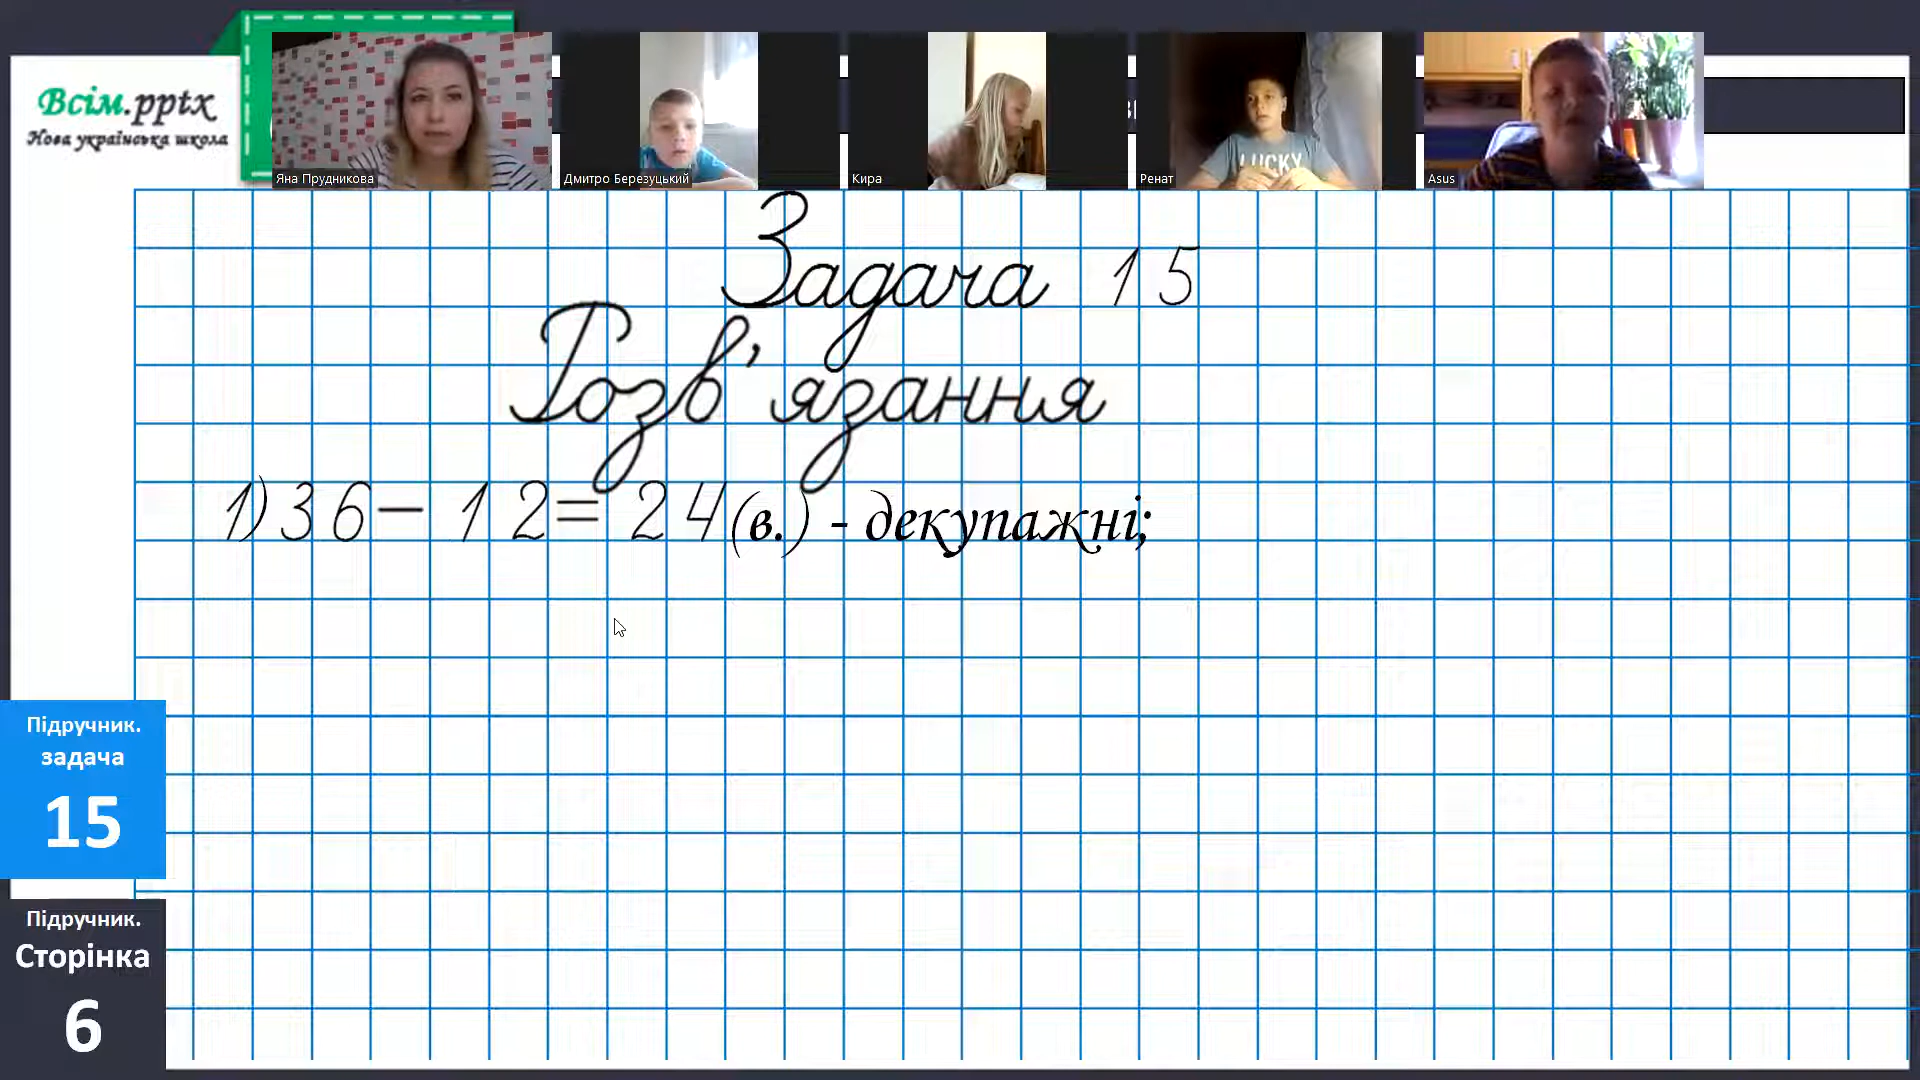 Всім.pptx
Нова українська школа
Яна Прудникова
Дмитро Березуцький
Кира
Ренат
LUCKY
Asus
Задача 15
Розв'язання
1) 36 - 12 = 24 (в.) - декупажні;
Підручник.
задача
15
Підручник.
Сторінка
6